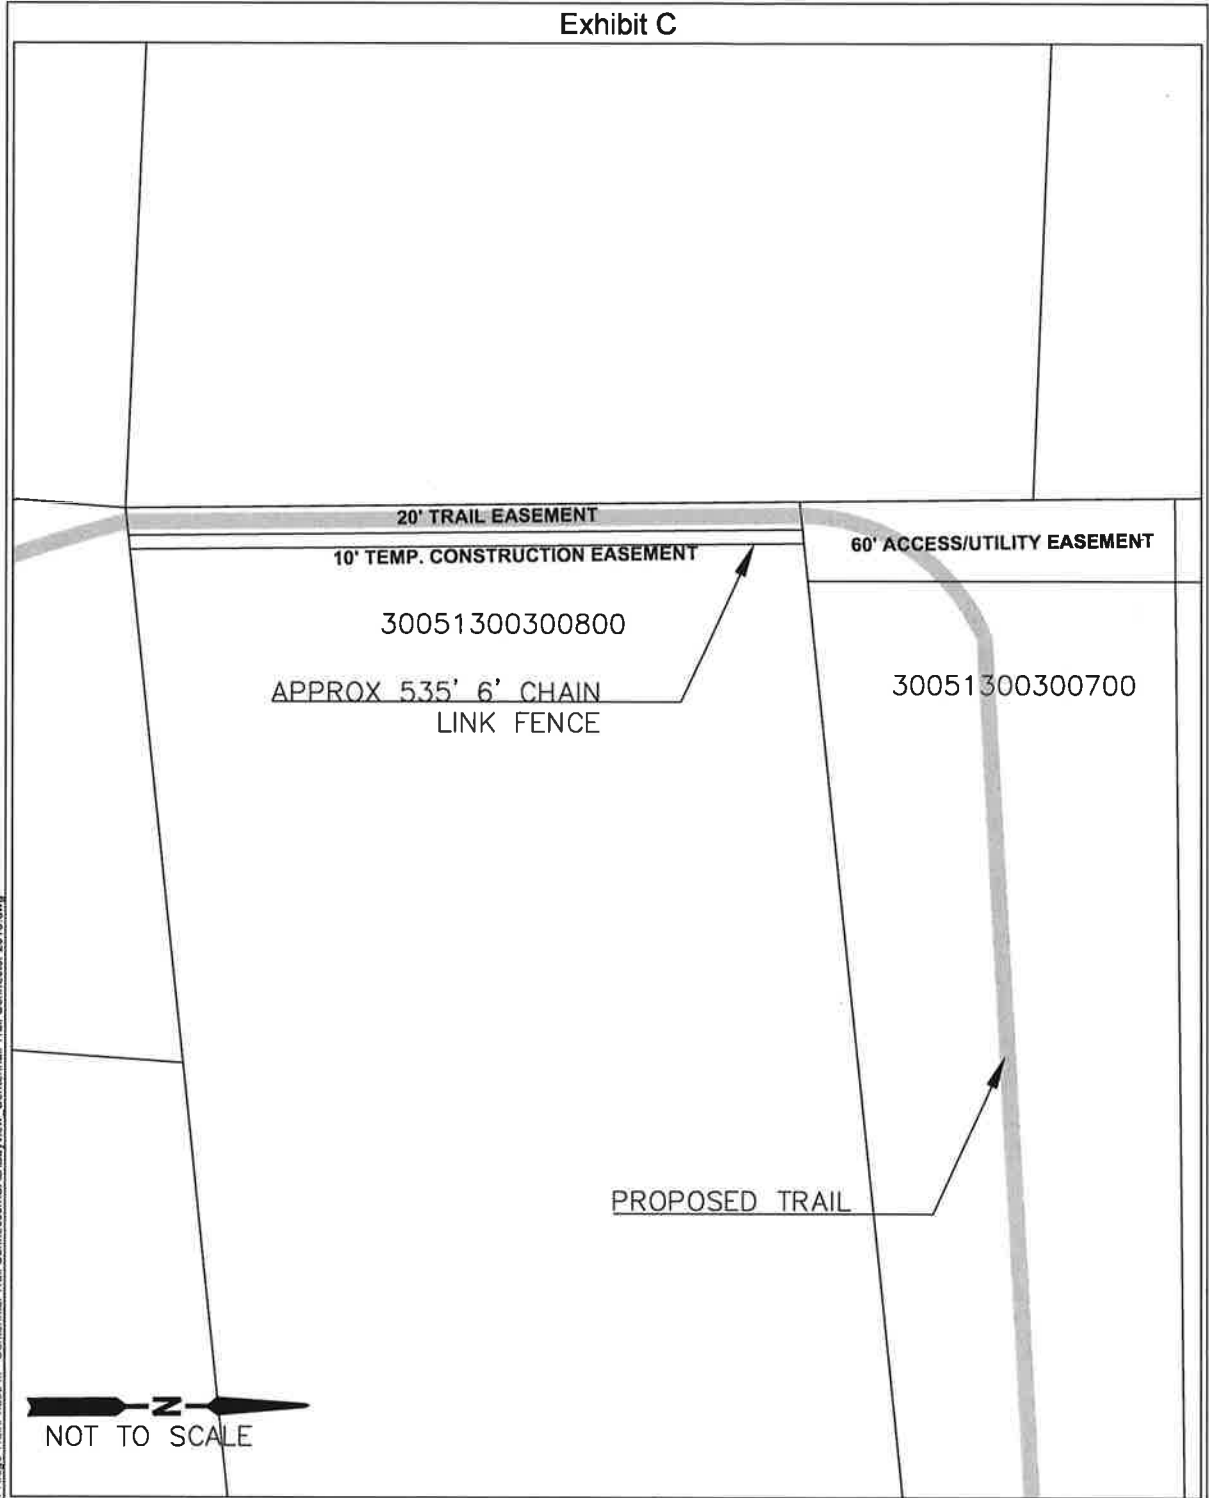 Exhibit C
20' TRAIL EASEMENT
10' TEMP. CONSTRUCTION EASEMENT
60' ACCESS/UTILITY EASEMENT
30051300300800
30051300300700
APPROX 535' 6' CHAIN
LINK FENCE
PROPOSED TRAIL
N
NOT TO SCALE